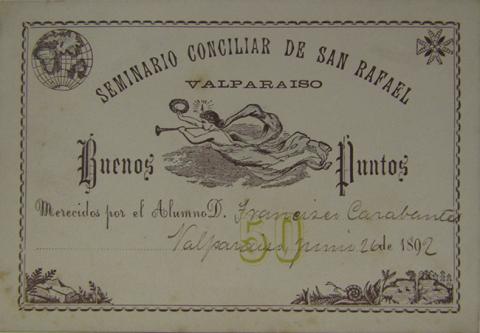 SEMINARIO CONCILIAR DE SAN RAFAEL
VALPARAISO
Buenos Puntos
Merecidos por el Alumno D. Francisco Carabantes
50
Valparaiso, junio 26 de 1892